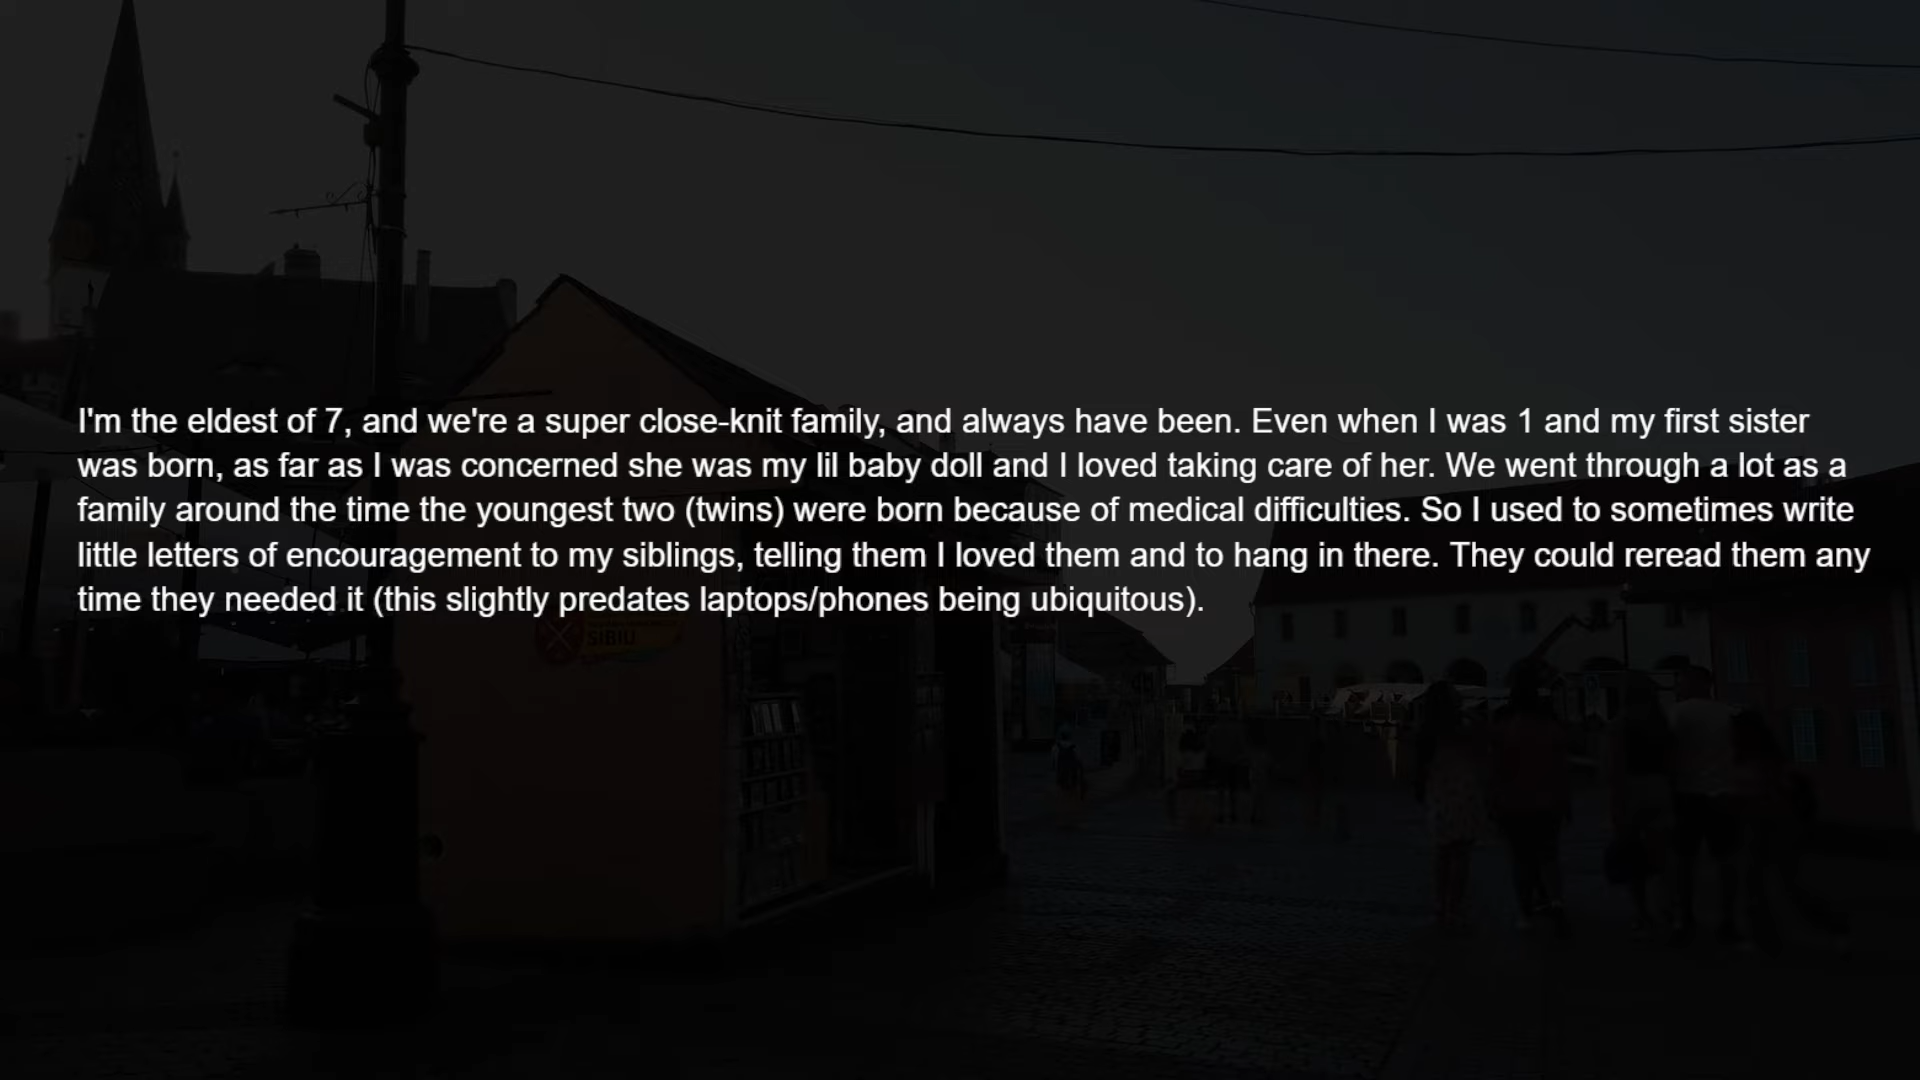 I'm the eldest of 7, and we're a super close-knit family, and always have been. Even when I was 1 and my first sister
was born, as far as I was concerned she was my lil baby doll and I loved taking care of her. We went through a lot as a
family around the time the youngest two (twins) were born because of medical difficulties. So I used to sometimes write
little letters of encouragement to my siblings, telling them I loved them and to hang in there. They could reread them any
time they needed it (this slightly predates laptops/phones being ubiquitous).
SIBIU